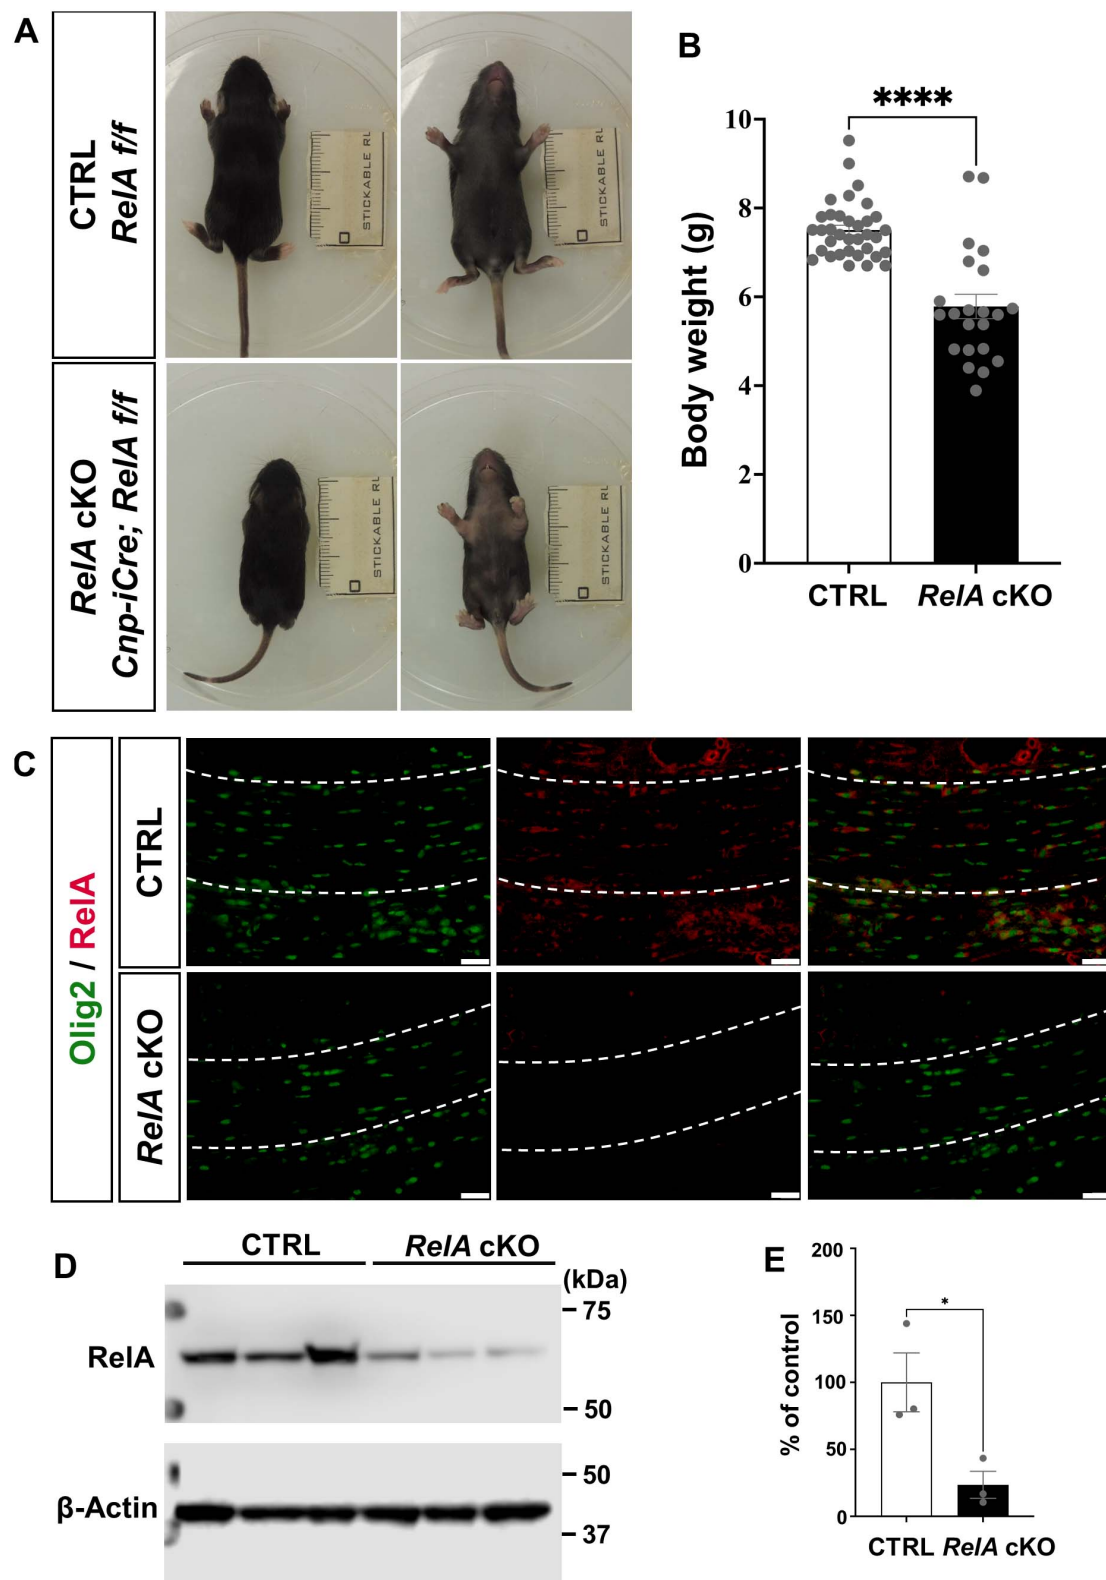 A
CTRL
RelA f/f
STICKABLE RL
STICKABLE RL
RelA cKO
Cnp-iCre; RelA f/f
STICKABLE RL
STICKABLE RL
B
****
Body weight (g)
10
8
6
4
2
0
CTRL
RelA cKO
C
Olig2 / RelA
CTRL
RelA cKO
D
CTRL
RelA cKO
(kDa)
75
RelA
50
50
β-Actin
37
E
% of control
200
150
100
50
0
*
CTRL
RelA cKO